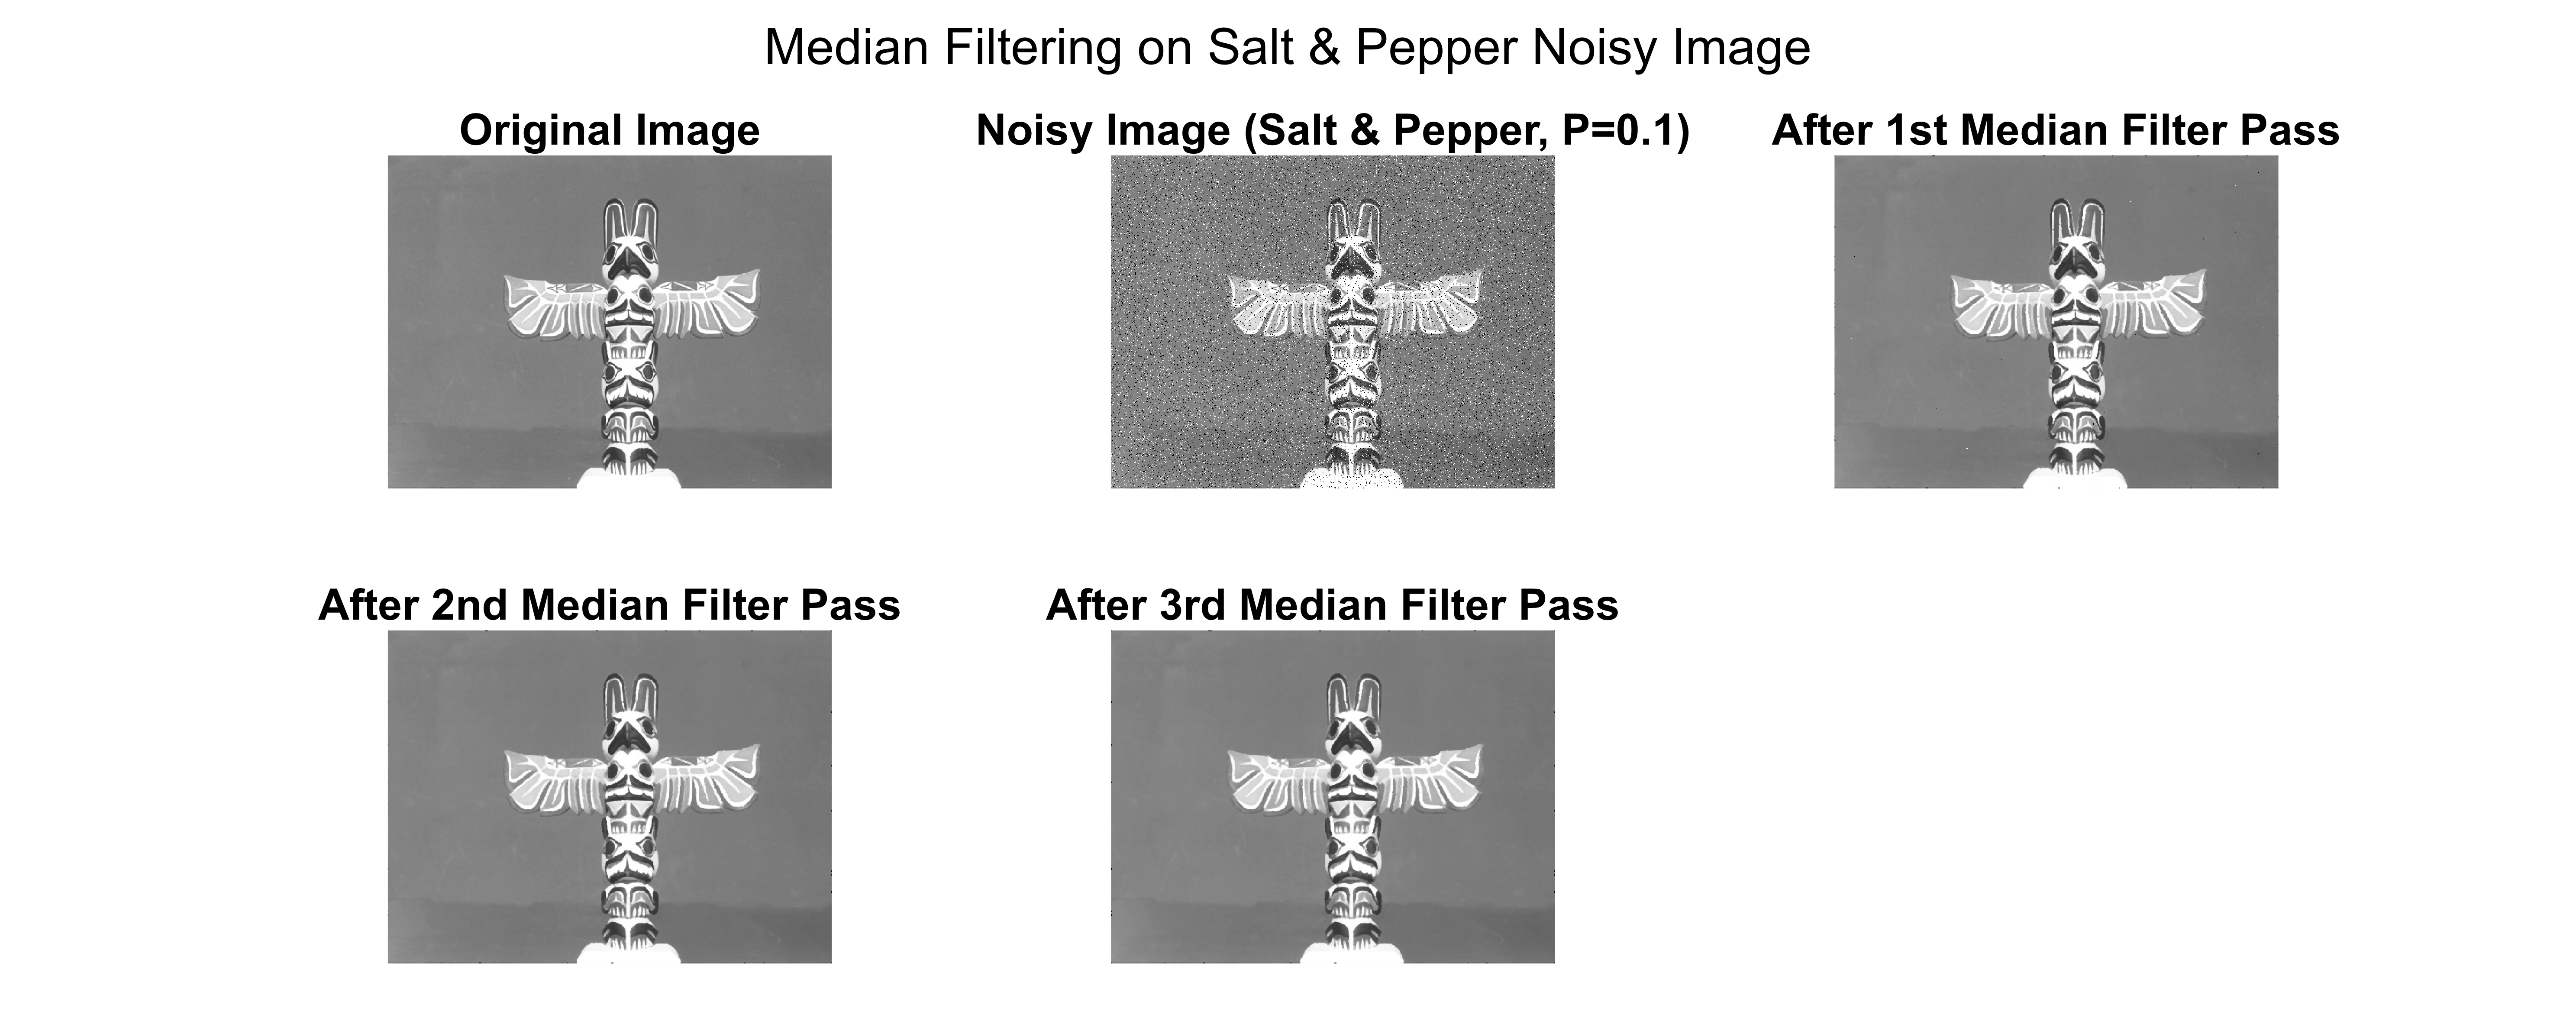 Median Filtering on Salt & Pepper Noisy Image
Original Image
Noisy Image (Salt & Pepper, P=0.1)
After 1st Median Filter Pass
After 2nd Median Filter Pass
After 3rd Median Filter Pass